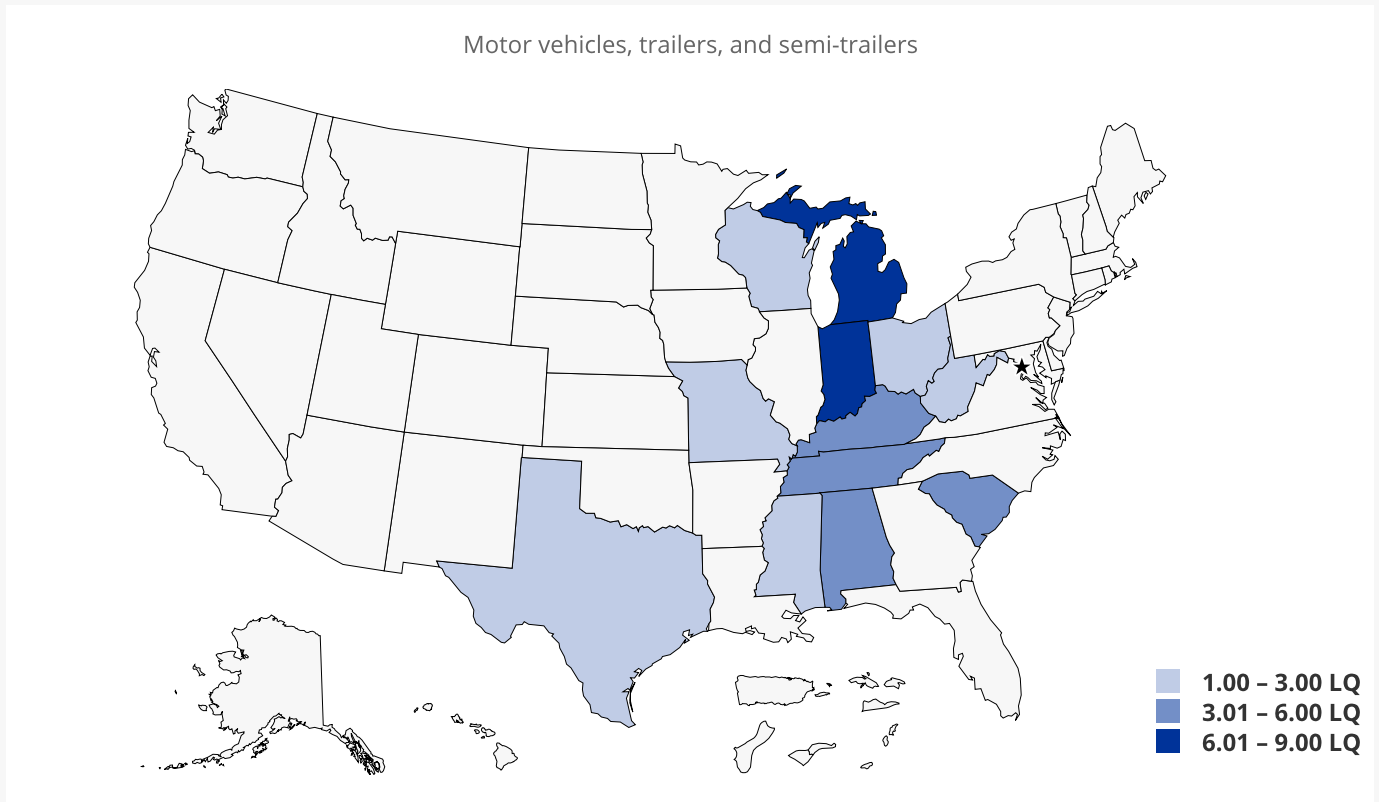 Motor vehicles, trailers, and semi-trailers
1.00 – 3.00 LQ
3.01 – 6.00 LQ
6.01 – 9.00 LQ